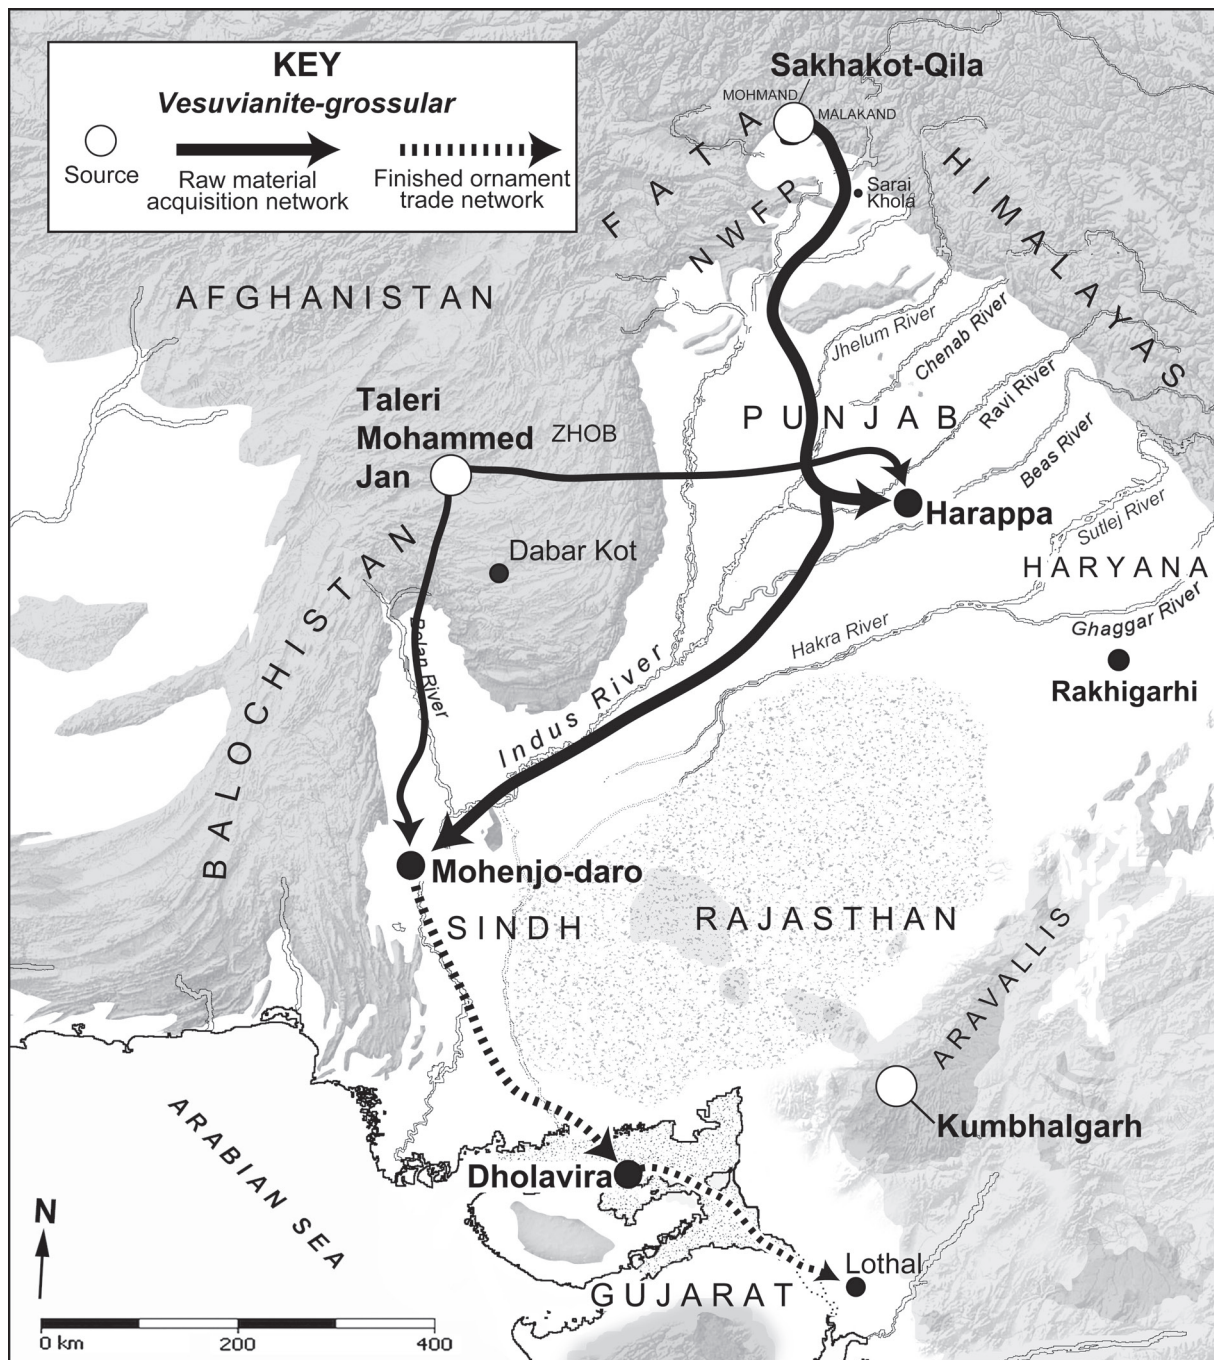 KEY
Vesuvianite-grossular
Source
Raw material
acquisition network
Finished ornament
trade network
Sakhakot-Qila
MOHMAND
MALAKAND
Sarai
Khola
FATA
NWFP
HIMALAYAS
AFGHANISTAN
Jhelum River
Chenab River
Ravi River
Beas River
Sutlej River
PUNJAB
Taleri
Mohammed
Jan
ZHOB
Harappa
Dabar Kot
HARYANA
BALOCHISTAN
Bolan River
Indus River
Hakra River
Ghaggar River
Rakhigarhi
Mohenjo-daro
SINDH
RAJASTHAN
ARAVALLIS
Kumbhalgarh
ARABIAN SEA
Dholavira
Lothal
GUJARAT
N
0 km 200 400